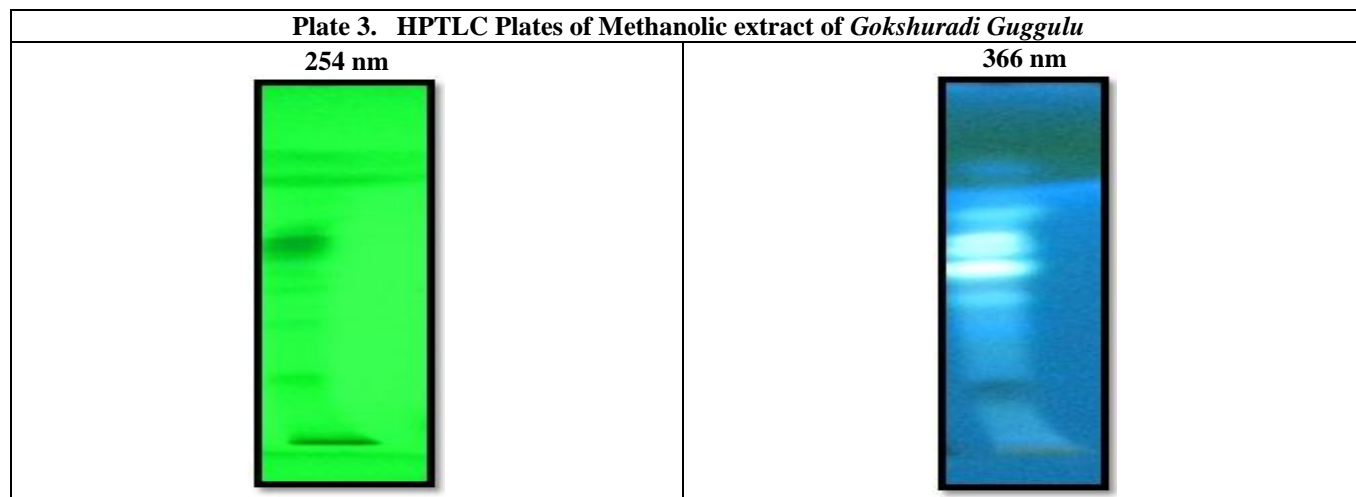 Plate 3. HPTLC Plates of Methanolic extract of Gokshuradi Guggulu
254 nm
366 nm